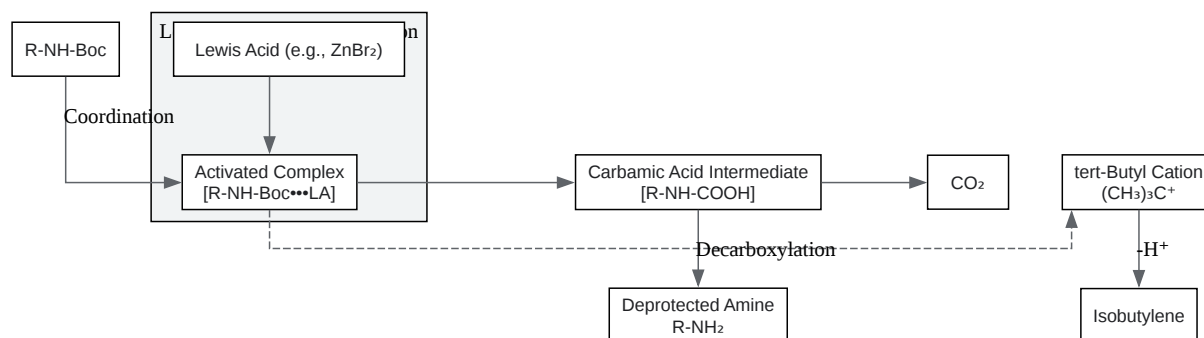 R-NH-Boc
Lewis Acid (e.g., ZnBr₂)
Coordination
Activated Complex
[R-NH-Boc•••LA]
Carbamic Acid Intermediate
[R-NH-COOH]
CO₂
tert-Butyl Cation
(CH₃)₃C⁺
Decarboxylation
-H⁺
Deprotected Amine
R-NH₂
Isobutylene